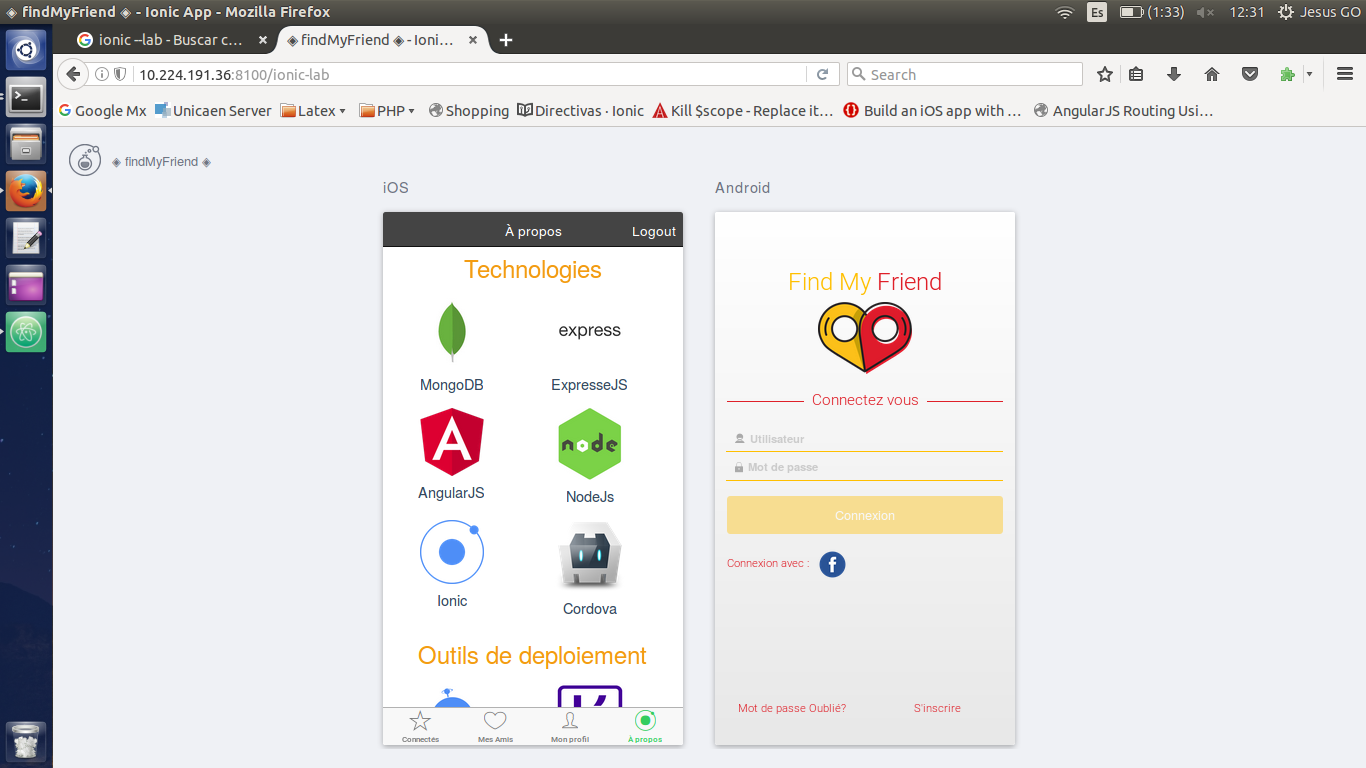 ◈ findMyFriend ◈ - Ionic App - Mozilla Firefox
Es
(1:33)
12:31
Jesus GO
ionic --lab - Buscar c...
◈ findMyFriend ◈ - Ioni...
10.224.191.36:8100/ionic-lab
Search
Google Mx
Unicaen Server
Latex
PHP
Shopping
Directivas · Ionic
Kill $scope - Replace it...
Build an iOS app with ...
AngularJS Routing Usi...
◈ findMyFriend ◈
iOS
À propos
Logout
Technologies
express
MongoDB
ExpresseJS
node
AngularJS
NodeJs
Ionic
Cordova
Outils de deploiement
Connectés
Mes Amis
Mon profil
À propos
Android
Find My Friend
Connectez vous
Utilisateur
Mot de passe
Connexion
Connexion avec :
Mot de passe Oublié?
S'inscrire